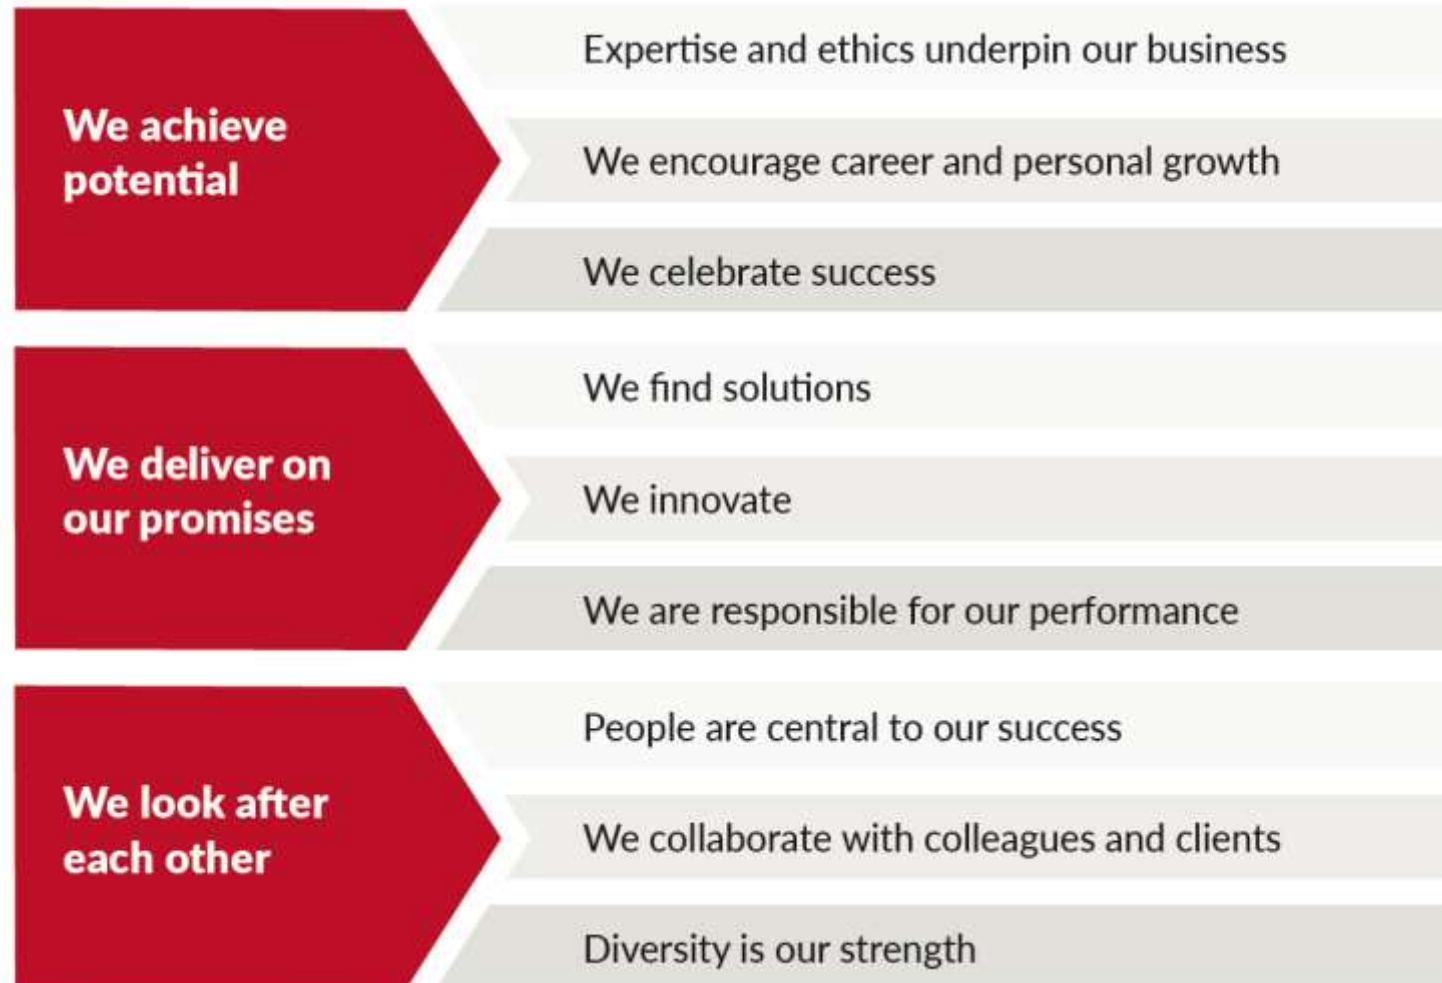 We achieve
potential
Expertise and ethics underpin our business
We encourage career and personal growth
We celebrate success
We deliver on
our promises
We find solutions
We innovate
We are responsible for our performance
We look after
each other
People are central to our success
We collaborate with colleagues and clients
Diversity is our strength